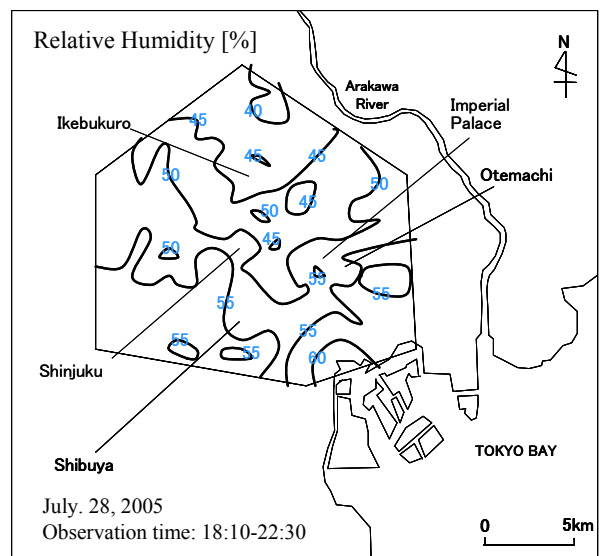 Relative Humidity [%]
N
Arakawa
River
Imperial
Palace
Ikebukuro
Otemachi
40
45
45
45
50
50
45
50
45
50
55
55
55
55
60
55
55
Shinjuku
Shibuya
TOKYO BAY
July. 28, 2005
Observation time: 18:10-22:30
0 5km